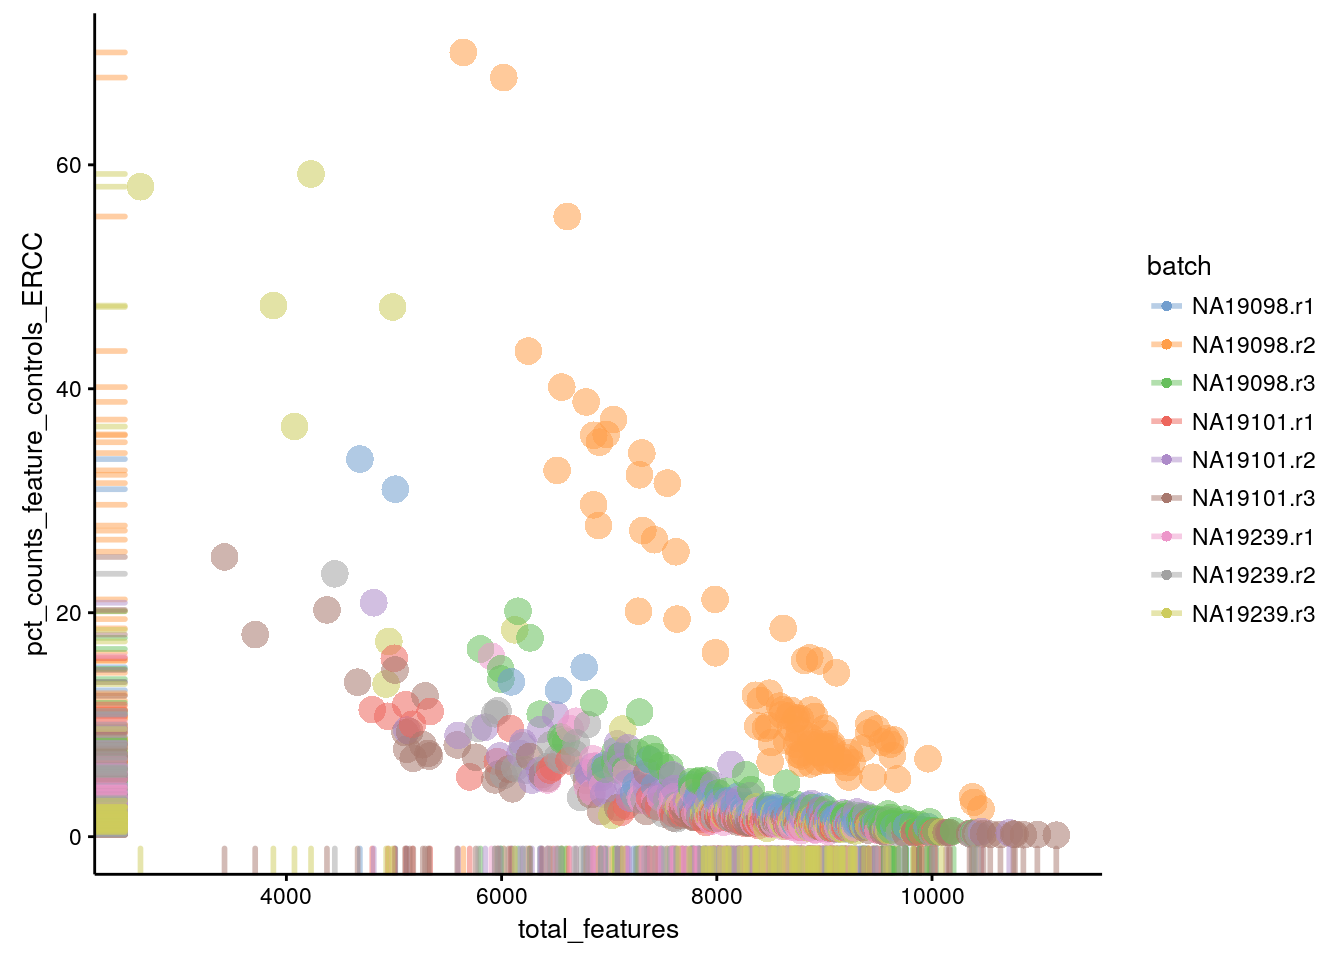 pct_counts_feature_controls_ERCC
60
40
20
0
4000 6000 8000 10000
total_features
batch
NA19098.r1
NA19098.r2
NA19098.r3
NA19101.r1
NA19101.r2
NA19101.r3
NA19239.r1
NA19239.r2
NA19239.r3